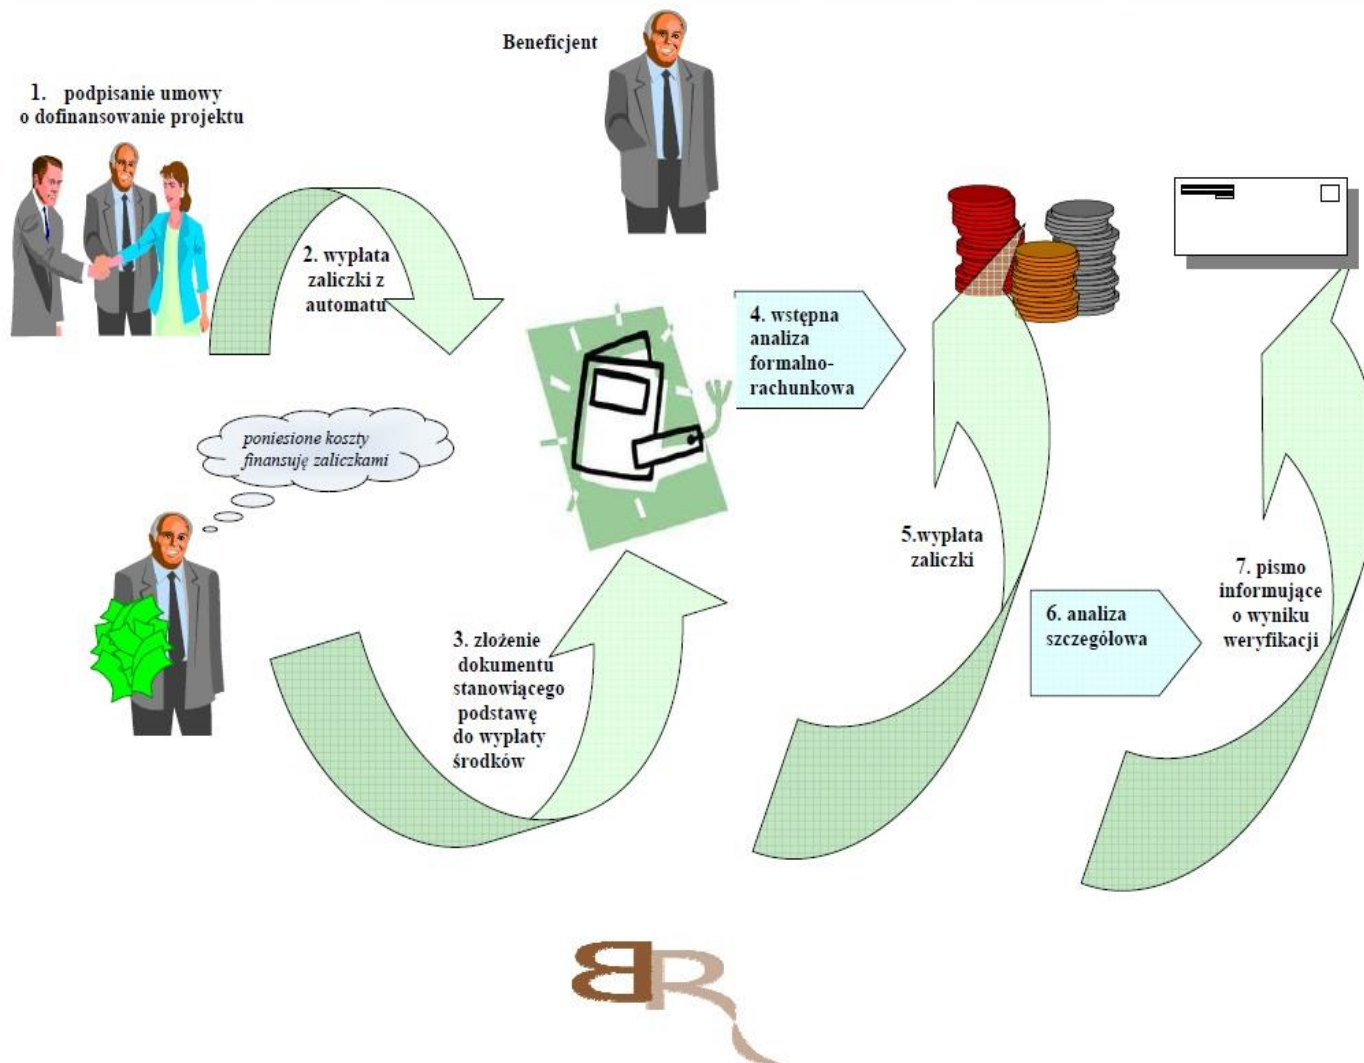 Beneficjent
1. podpisanie umowy
o dofinansowanie projektu
2. wypłata
zaliczki z
automatu
poniesione koszty
finansuję zaliczkami
3. złożenie
dokumentu
stanowiącego
podstawę
do wypłaty
środków
4. wstępna
analiza
formalno-
rachunkowa
5.wypłata
zaliczki
6. analiza
szczegółowa
7. pismo
informujące
o wyniku
weryfikacji
BR